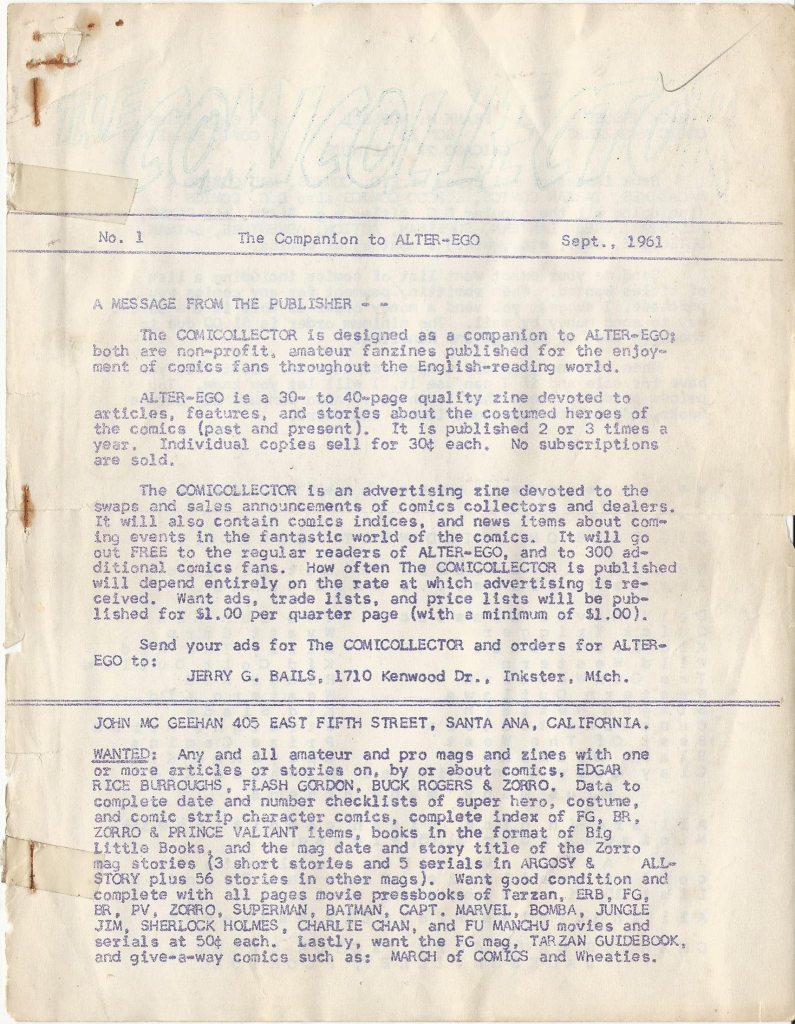 THE COMICOLLECTOR
No. 1 The Companion to ALTER-EGO Sept., 1961
A MESSAGE FROM THE PUBLISHER - -
The COMICOLLECTOR is designed as a companion to ALTER-EGO;
both are non-profit, amateur fanzines published for the enjoy-
ment of comics fans throughout the English-reading world.
ALTER-EGO is a 30- to 40-page quality zine devoted to
articles, features, and stories about the costumed heroes of
the comics (past and present). It is published 2 or 3 times a
year. Individual copies sell for 30¢ each. No subscriptions
are sold.
The COMICOLLECTOR is an advertising zine devoted to the
swaps and sales announcements of comics collectors and dealers.
It will also contain comics indices, and news items about com-
ing events in the fantastic world of the comics. It will go
out FREE to the regular readers of ALTER-EGO, and to 300 ad-
ditional comics fans. How often The COMICOLLECTOR is published
will depend entirely on the rate at which advertising is re-
ceived. Want ads, trade lists, and price lists will be pub-
lished for $1.00 per quarter page (with a minimum of $1.00).
Send your ads for The COMICOLLECTOR and orders for ALTER-
EGO to:
JERRY G. BAILS, 1710 Kenwood Dr., Inkster, Mich.
JOHN MC GEEHAN 405 EAST FIFTH STREET, SANTA ANA, CALIFORNIA.
WANTED: Any and all amateur and pro mags and zines with one
or more articles or stories on, by or about comics, EDGAR
RICE BURROUGHS, FLASH GORDON, BUCK ROGERS & ZORRO. Data to
complete date and number checklists of super hero, costume,
and comic strip character comics, complete index of FG, BR,
ZORRO & PRINCE VALIANT items, books in the format of Big
Little Books, and the mag date and story title of the Zorro
mag stories (3 short stories and 5 serials in ARGOSY & ALL-
STORY plus 56 stories in other mags). Want good condition and
complete with all pages movie pressbooks of Tarzan, ERB, FG,
BR, PV, ZORRO, SUPERMAN, BATMAN, CAPT. MARVEL, BOMBA, JUNGLE
JIM, SHERLOCK HOLMES, CHARLIE CHAN, and FU MANCHU movies and
serials at 50¢ each. Lastly, want the FG mag, TARZAN GUIDEBOOK,
and give-a-way comics such as: MARCH of COMICS and Wheaties.